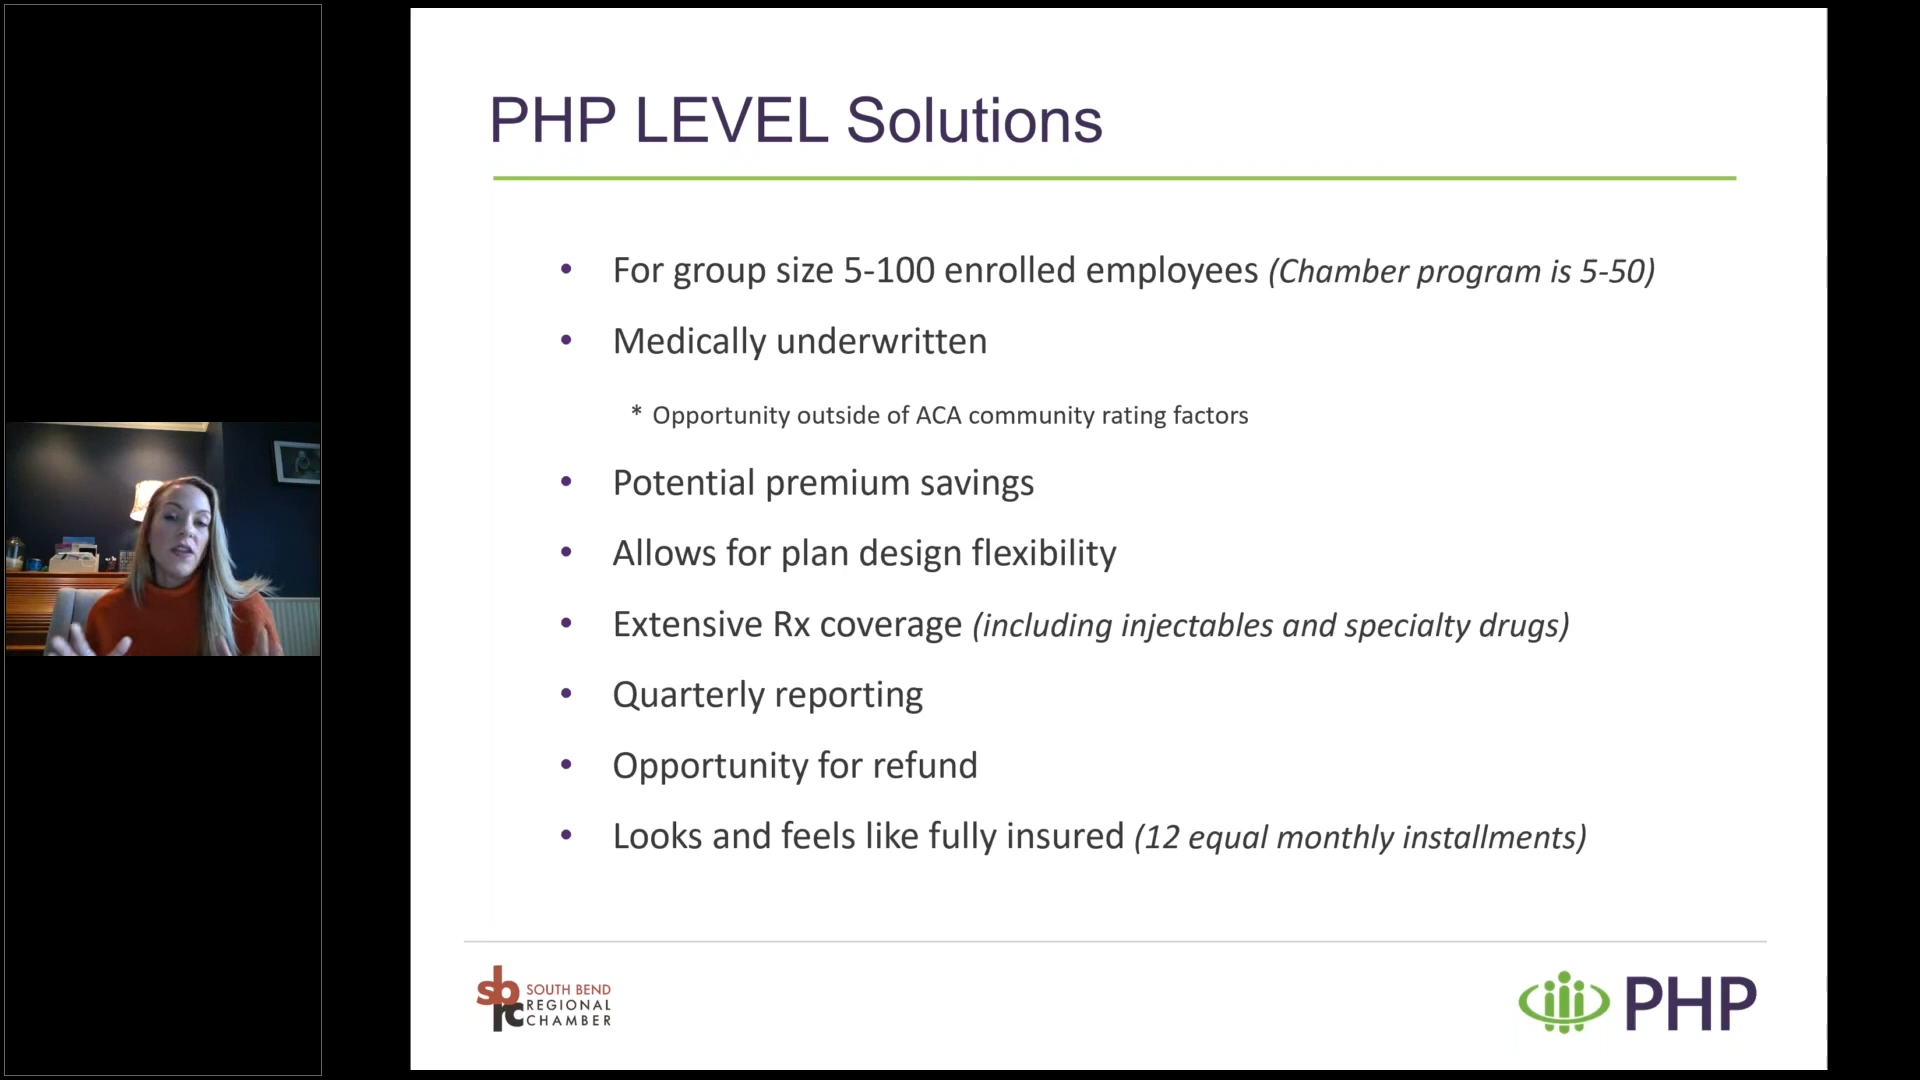 PHP LEVEL Solutions
• For group size 5-100 enrolled employees (Chamber program is 5-50)
• Medically underwritten
* Opportunity outside of ACA community rating factors
• Potential premium savings
• Allows for plan design flexibility
• Extensive Rx coverage (including injectables and specialty drugs)
• Quarterly reporting
• Opportunity for refund
• Looks and feels like fully insured (12 equal monthly installments)
sb
rc
SOUTH BEND
REGIONAL
CHAMBER
PHP